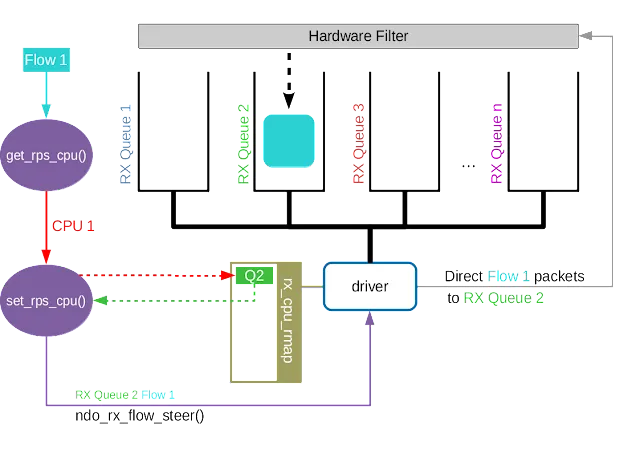 Hardware Filter
Flow 1
RX Queue 1
RX Queue 2
RX Queue 3
...
RX Queue n
get_rps_cpu()
CPU 1
set_rps_cpu()
Q2
rx_cpu_rmap
driver
Direct Flow 1 packets
to RX Queue 2
RX Queue 2 Flow 1
ndo_rx_flow_steer()